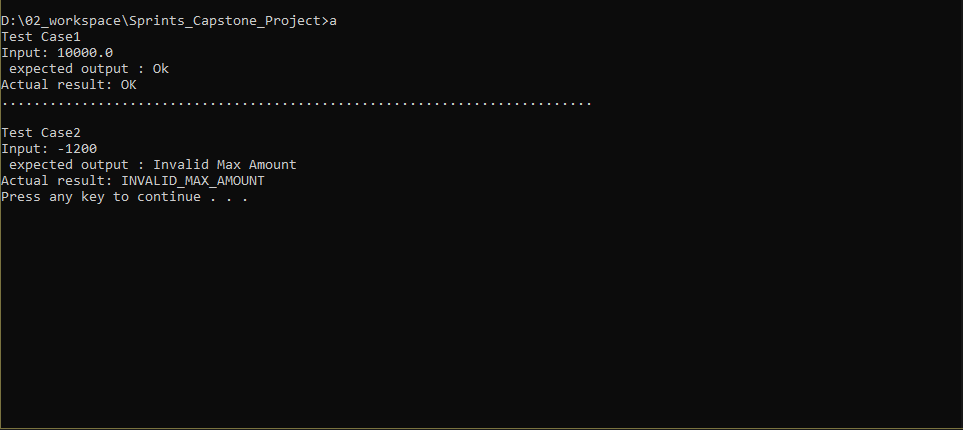 D:\02_workspace\Sprints_Capstone_Project>a
Test Case1
Input: 10000.0
 expected output : Ok
Actual result: OK
..........................................................................
Test Case2
Input: -1200
 expected output : Invalid Max Amount
Actual result: INVALID_MAX_AMOUNT
Press any key to continue . . .